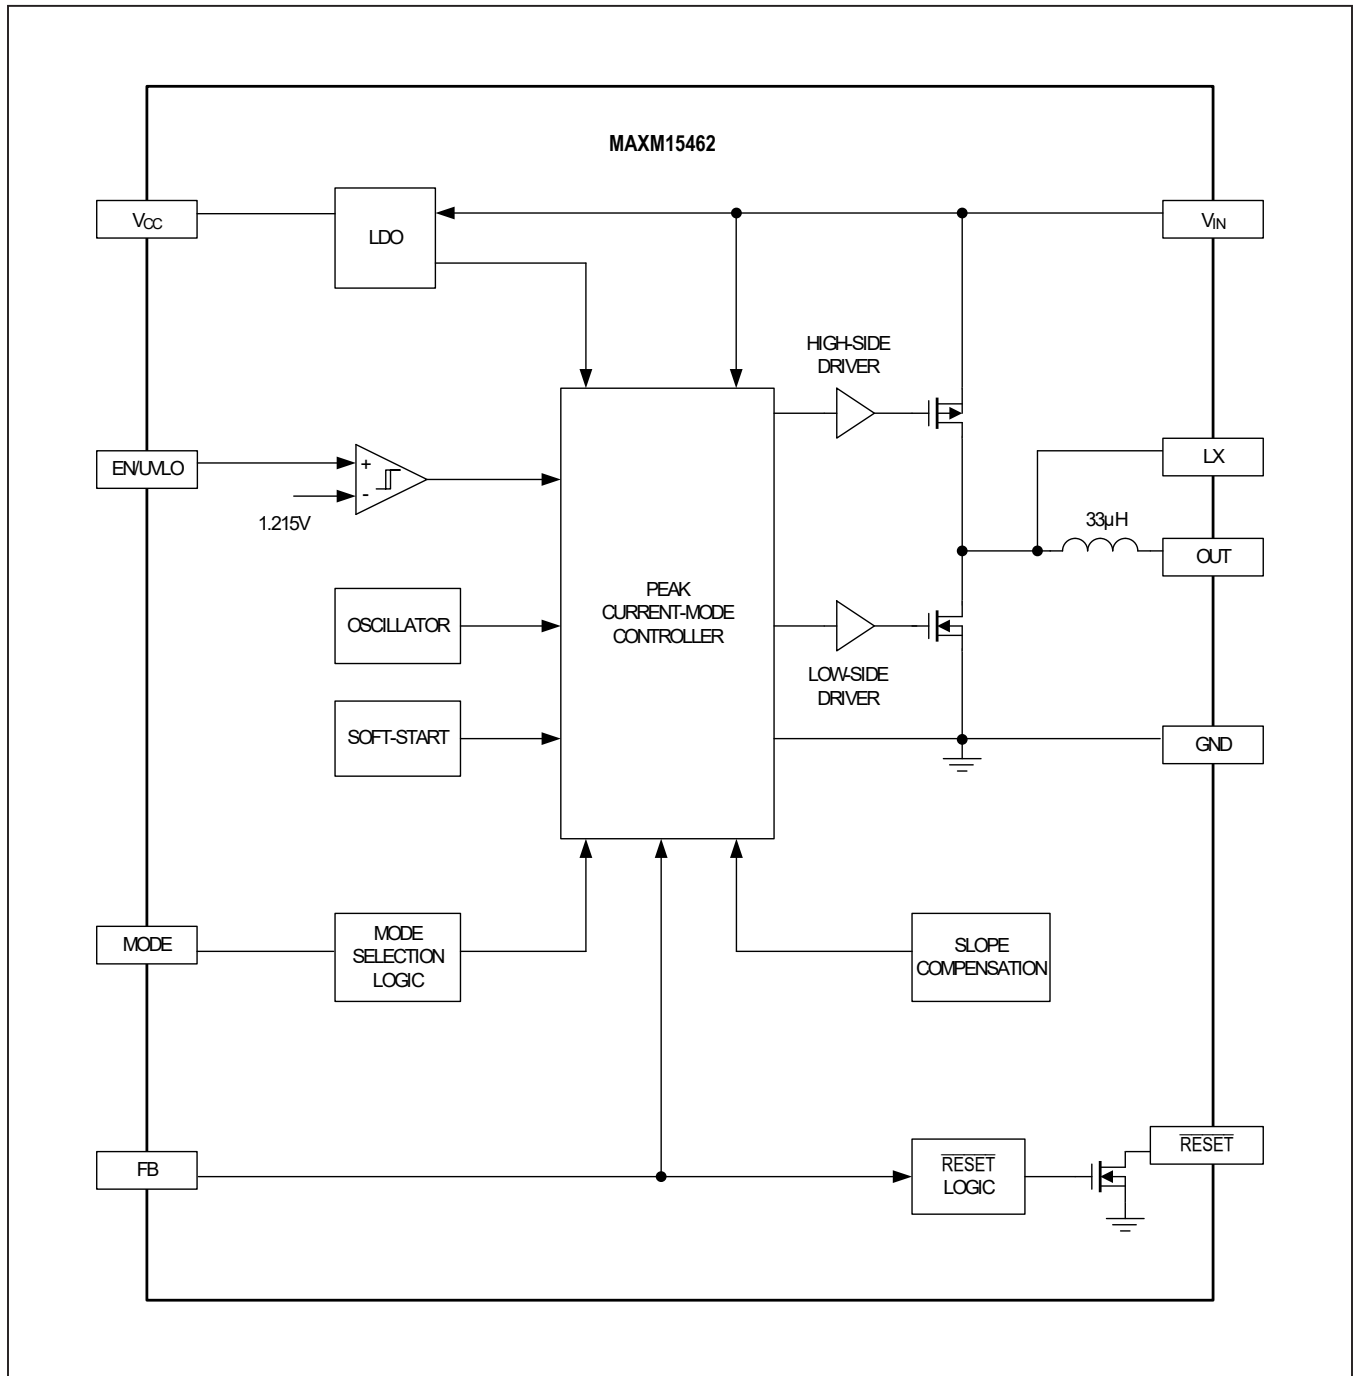 MAXM15462
VCC
LDO
VIN
HIGH-SIDE
DRIVER
EN/UVLO
+
-
1.215V
LX
33µH
OUT
PEAK
CURRENT-MODE
CONTROLLER
OSCILLATOR
LOW-SIDE
DRIVER
SOFT-START
GND
MODE
MODE
SELECTION
LOGIC
SLOPE
COMPENSATION
FB
RESET
LOGIC
RESET